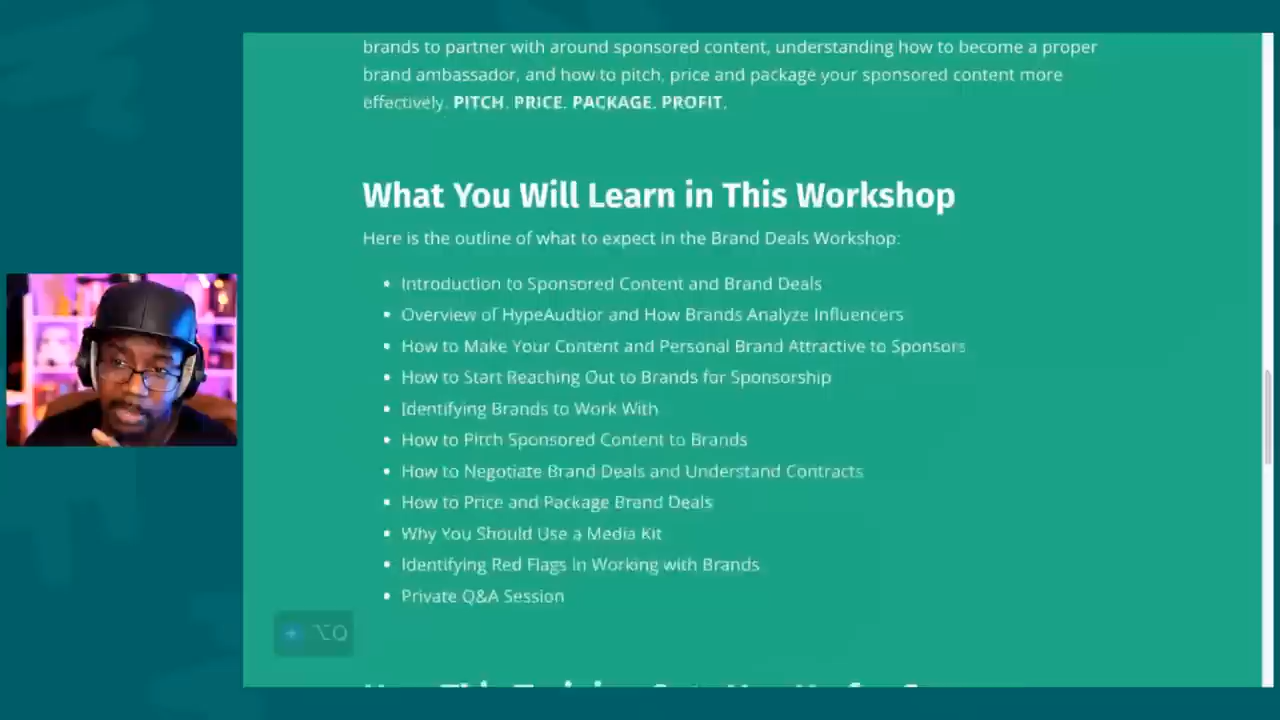 brands to partner with around sponsored content, understanding how to become a proper
brand ambassador, and how to pitch, price and package your sponsored content more
effectively. PITCH. PRICE. PACKAGE. PROFIT.
What You Will Learn in This Workshop
Here is the outline of what to expect in the Brand Deals Workshop:
• Introduction to Sponsored Content and Brand Deals
• Overview of HypeAudtior and How Brands Analyze Influencers
• How to Make Your Content and Personal Brand Attractive to Sponsors
• How to Start Reaching Out to Brands for Sponsorship
• Identifying Brands to Work With
• How to Pitch Sponsored Content to Brands
• How to Negotiate Brand Deals and Understand Contracts
• How to Price and Package Brand Deals
• Why You Should Use a Media Kit
• Identifying Red Flags in Working with Brands
• Private Q&A Session
⌥Q